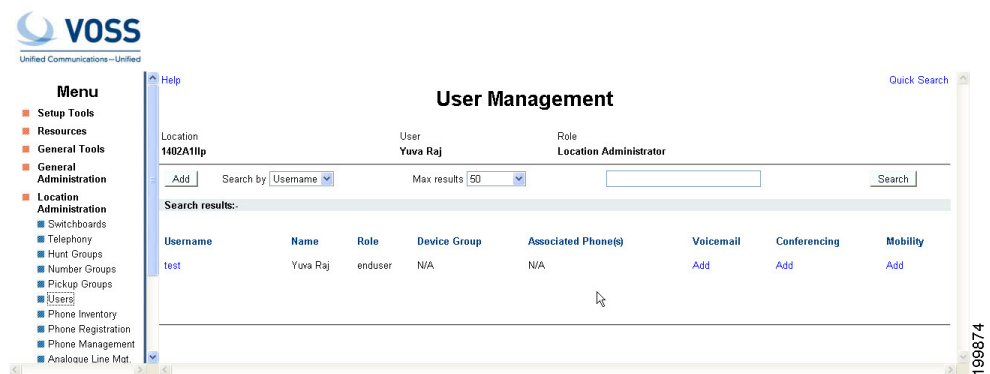 VOSS
Unified Communications—Unified
Menu
Setup Tools
Resources
General Tools
General
Administration
Location
Administration
Switchboards
Telephony
Hunt Groups
Number Groups
Pickup Groups
Users
Phone Inventory
Phone Registration
Phone Management
Analogue Line Mgt.
Help
Quick Search
User Management
Location User Role
1402A1llp Yuva Raj Location Administrator
Add Search by Username Max results 50 Search
Search results:-
Username Name Role Device Group Associated Phone(s) Voicemail Conferencing Mobility
test Yuva Raj enduser N/A N/A Add Add Add
199874